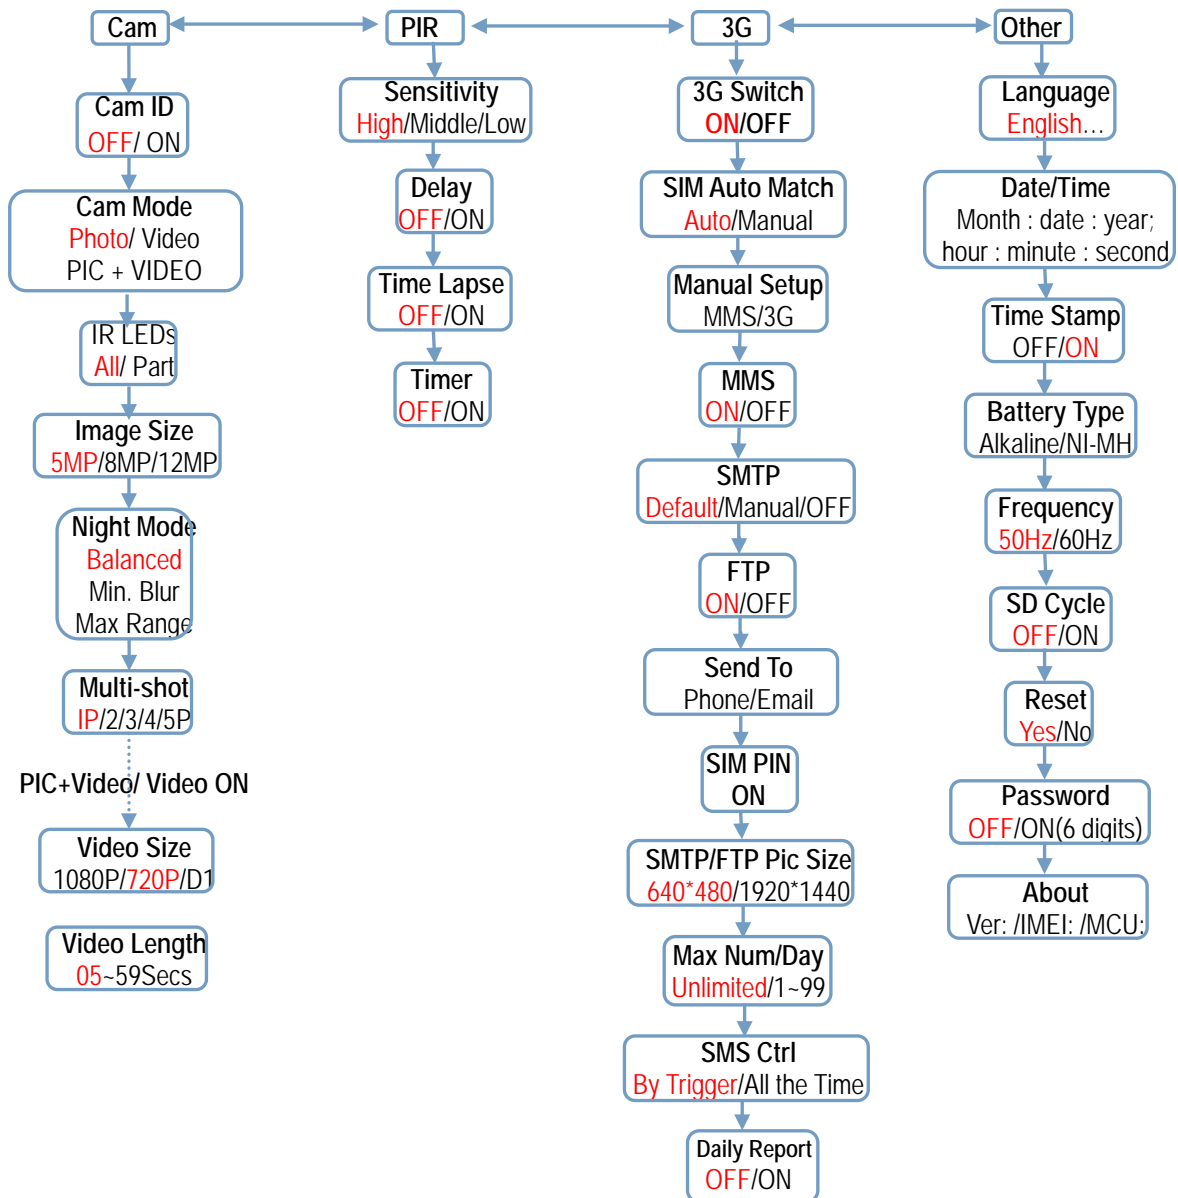 Cam
PIR
3G
Other
Cam ID
OFF/ ON
Cam Mode
Photo/ Video
PIC + VIDEO
IR LEDs
All/ Part
Image Size
5MP/8MP/12MP
Night Mode
Balanced
Min. Blur
Max Range
Multi-shot
IP/2/3/4/5P
PIC+Video/ Video ON
Video Size
1080P/720P/D1
Video Length
05~59Secs
Sensitivity
High/Middle/Low
Delay
OFF/ON
Time Lapse
OFF/ON
Timer
OFF/ON
3G Switch
ON/OFF
SIM Auto Match
Auto/Manual
Manual Setup
MMS/3G
MMS
ON/OFF
SMTP
Default/Manual/OFF
FTP
ON/OFF
Send To
Phone/Email
SIM PIN
ON
SMTP/FTP Pic Size
640*480/1920*1440
Max Num/Day
Unlimited/1~99
SMS Ctrl
By Trigger/All the Time
Daily Report
OFF/ON
Language
English...
Date/Time
Month : date : year;
hour : minute : second
Time Stamp
OFF/ON
Battery Type
Alkaline/NI-MH
Frequency
50Hz/60Hz
SD Cycle
OFF/ON
Reset
Yes/No
Password
OFF/ON(6 digits)
About
Ver: /IMEI: /MCU: